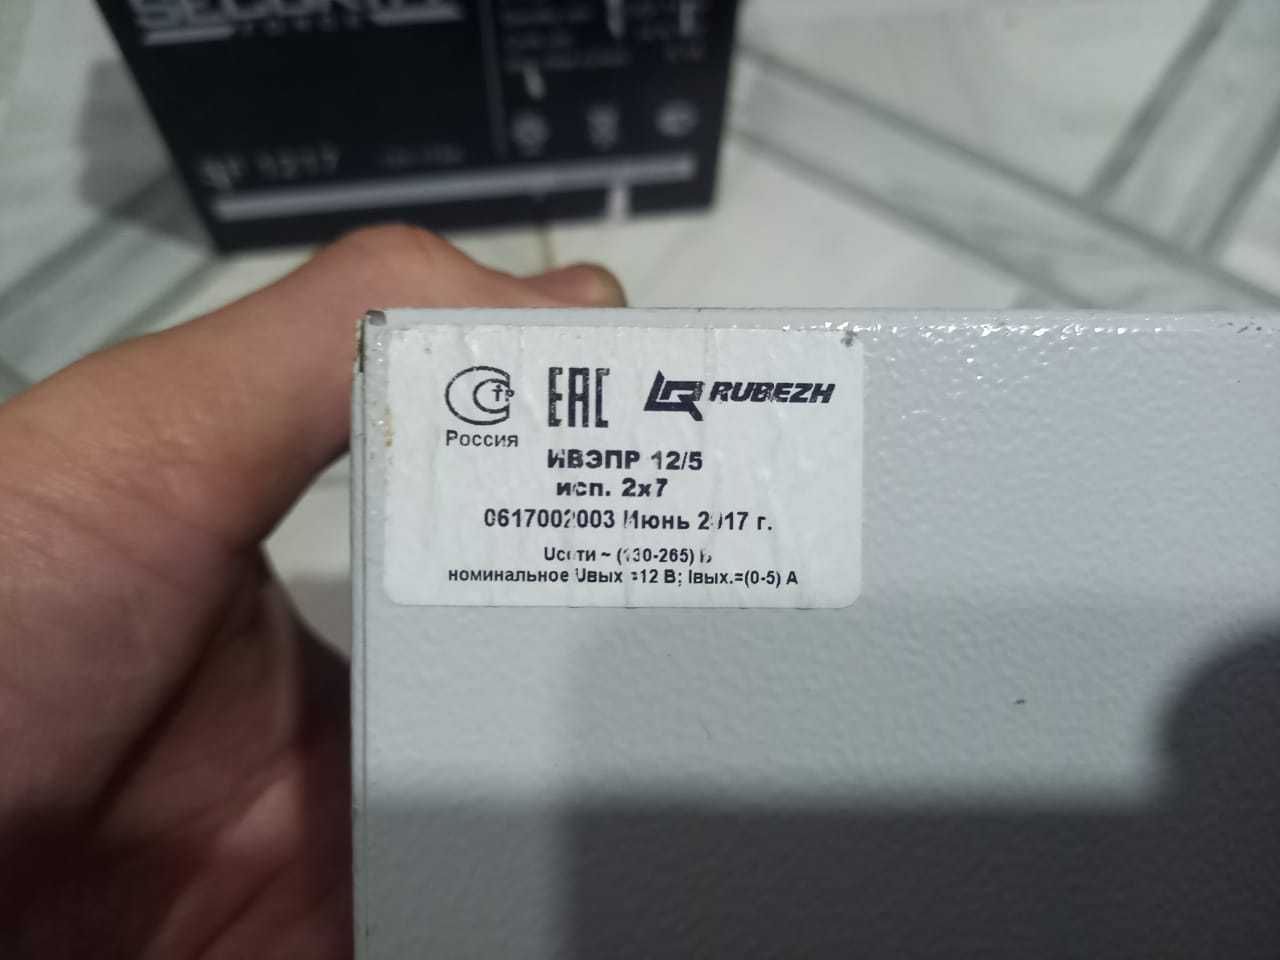 1217
Россия
EAC
RUBEZH
ИВЭПР 12/5
исп. 2х7
0617002003 Июнь 2017 г.
Uсети ~ (130-265) В
номинальное Uвых =12 В; Iвых.=(0-5) А